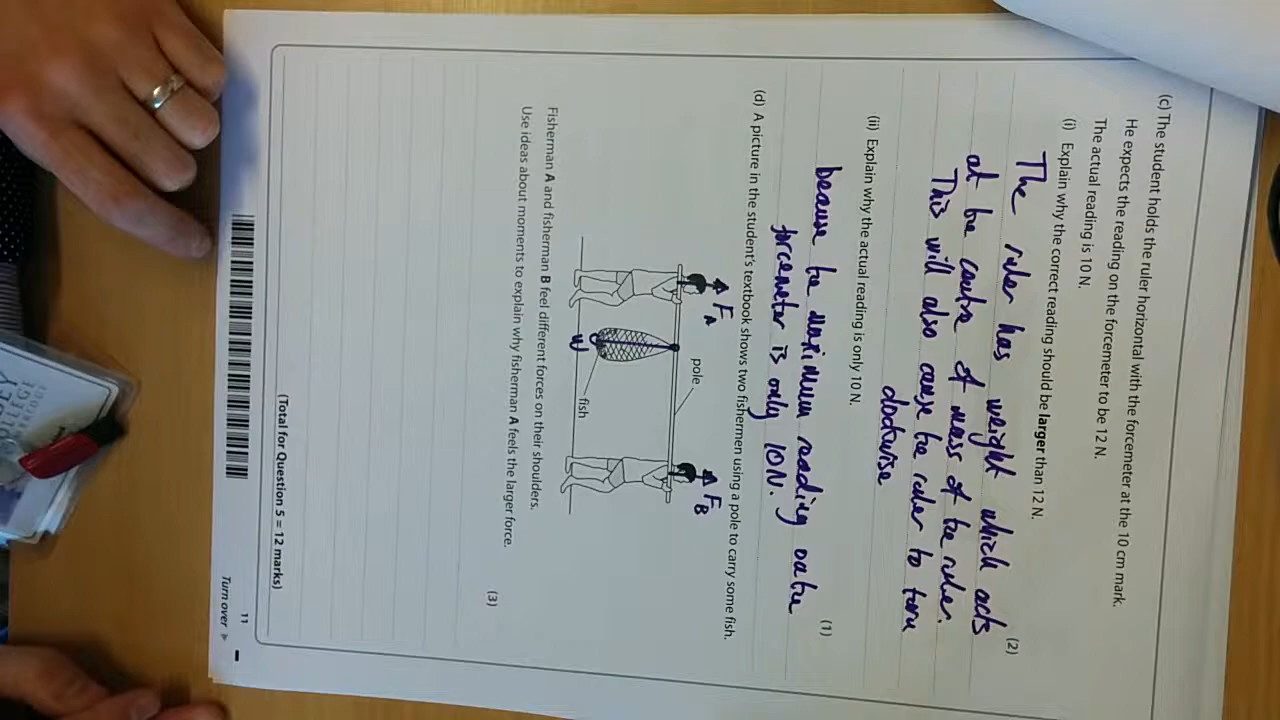 (c) The student holds the ruler horizontal with the forcemeter at the 10 cm mark.
He expects the reading on the forcemeter to be 12 N.
The actual reading is 10 N.
(i) Explain why the correct reading should be larger than 12 N.
(2)
The ruler has weight which acts
at the centre of mass of the ruler.
This will also cause the ruler to turn
clockwise
(ii) Explain why the actual reading is only 10 N.
(1)
because the maximum reading on the
forcemeter is only 10N.
(d) A picture in the student's textbook shows two fishermen using a pole to carry some fish.
FA
FB
pole
W
fish
Fisherman A and fisherman B feel different forces on their shoulders.
Use ideas about moments to explain why fisherman A feels the larger force.
(3)
(Total for Question 5 = 12 marks)
11
Turn over